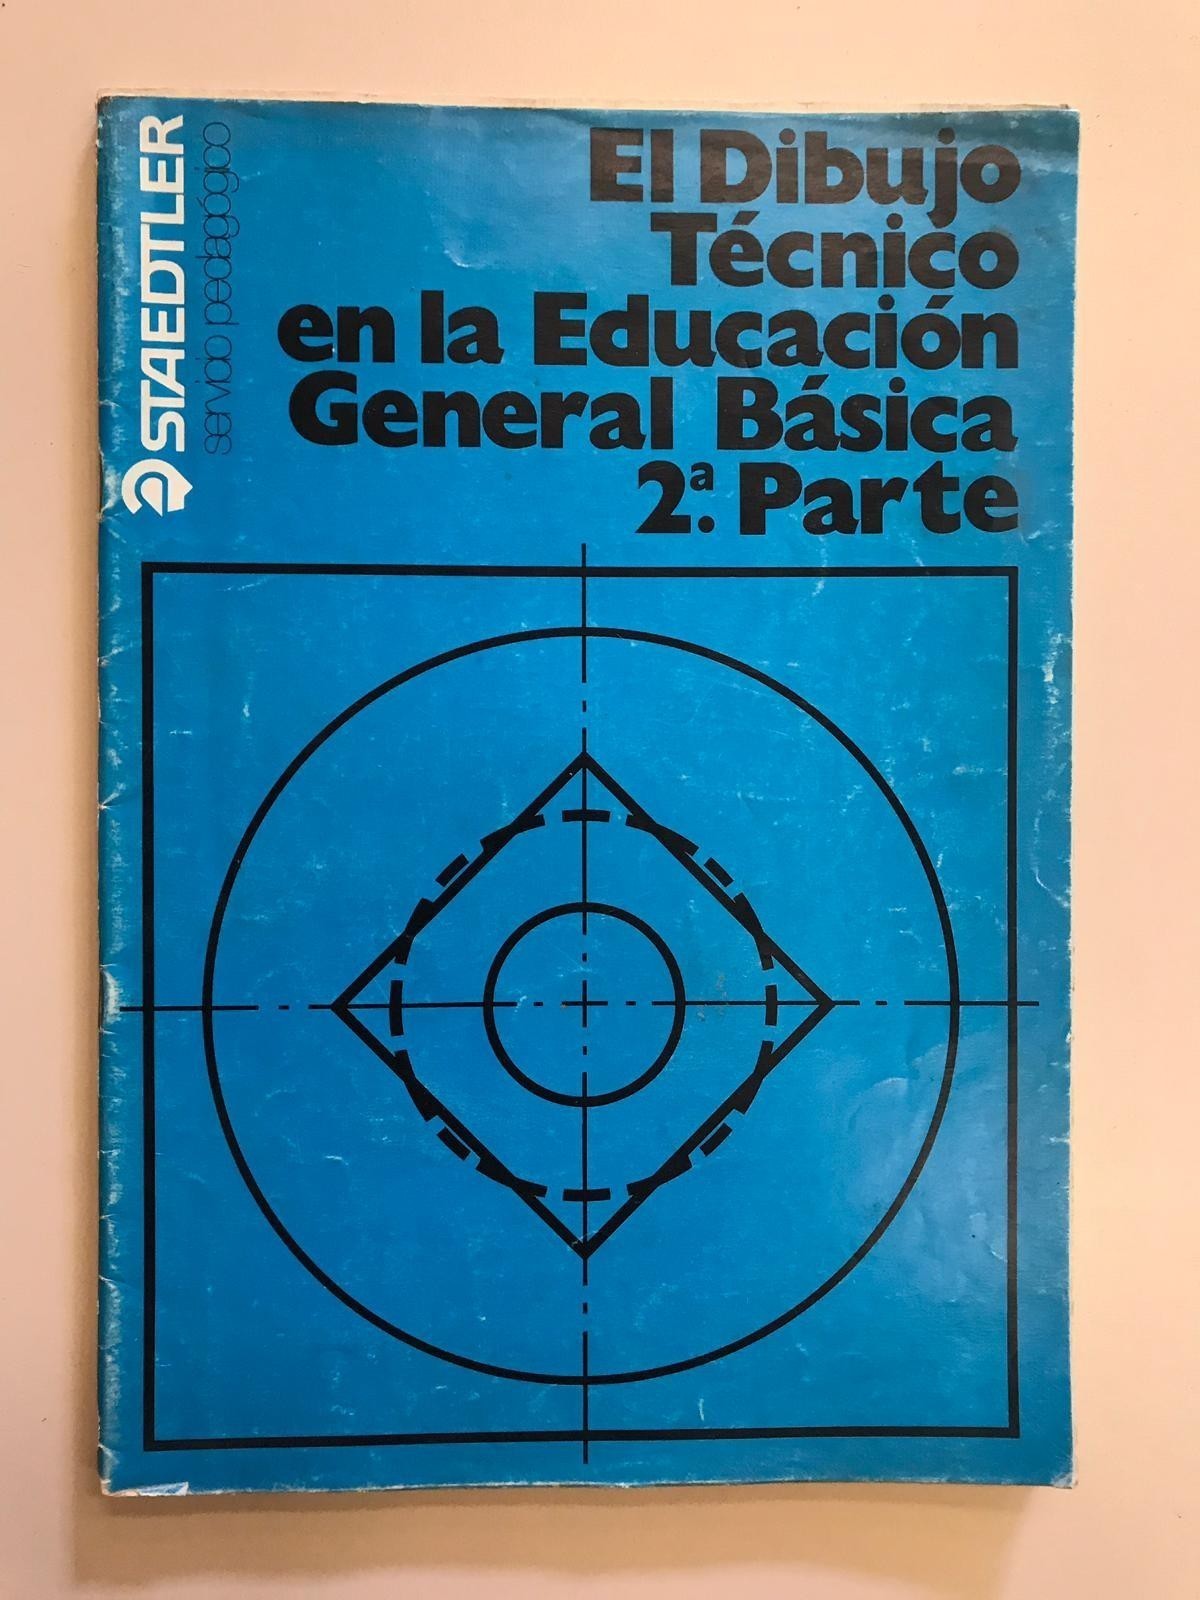 STAEDTLER
servicio pedagógico
El Dibujo
Técnico
en la Educación
General Básica
2ª. Parte